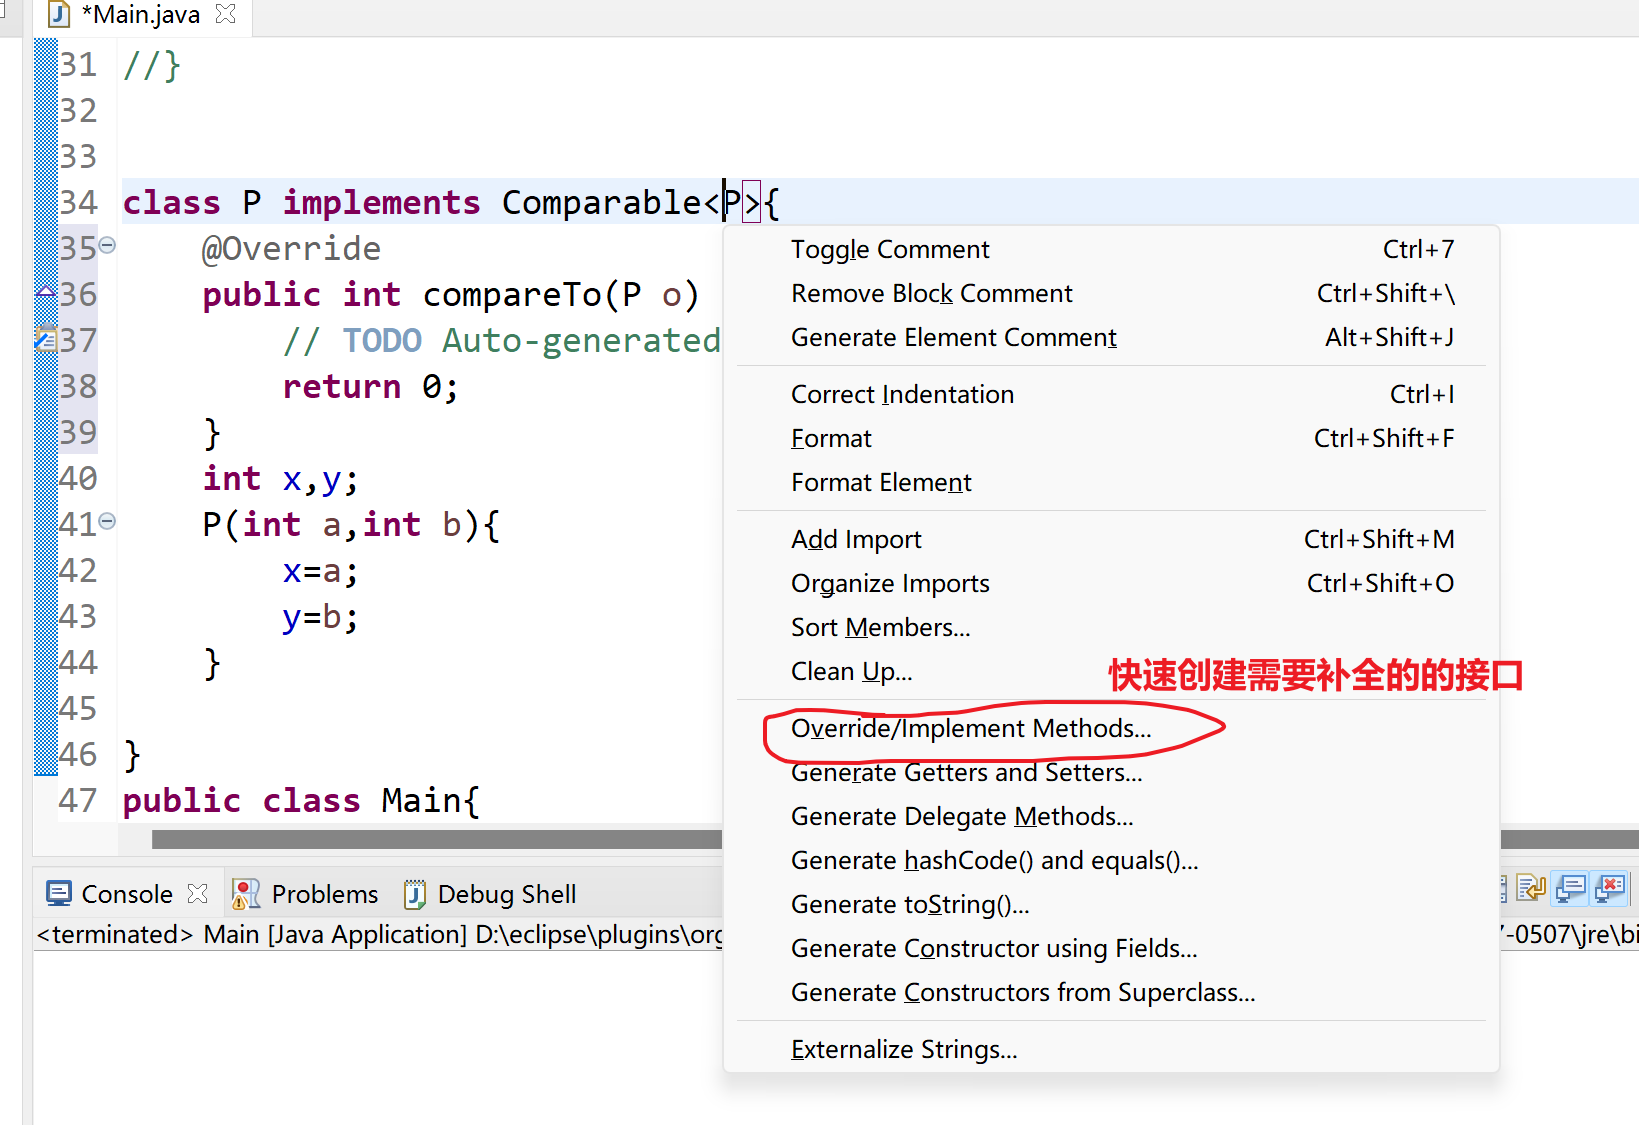 *Main.java
31 //}
32
33
34 class P implements Comparable<P>{
35 @Override
36 public int compareTo(P o)
37 // TODO Auto-generated
38 return 0;
39 }
40 int x,y;
41 P(int a,int b){
42 x=a;
43 y=b;
44 }
45
46 }
47 public class Main{
Toggle Comment Ctrl+7
Remove Block Comment Ctrl+Shift+\
Generate Element Comment Alt+Shift+J
Correct Indentation Ctrl+I
Format Ctrl+Shift+F
Format Element
Add Import Ctrl+Shift+M
Organize Imports Ctrl+Shift+O
Sort Members...
Clean Up...
快速创建需要补全的的接口
Override/Implement Methods...
Generate Getters and Setters...
Generate Delegate Methods...
Generate hashCode() and equals()...
Generate toString()...
Generate Constructor using Fields...
Generate Constructors from Superclass...
Externalize Strings...
Console Problems Debug Shell
<terminated> Main [Java Application] D:\eclipse\plugins\org
-0507\jre\bi